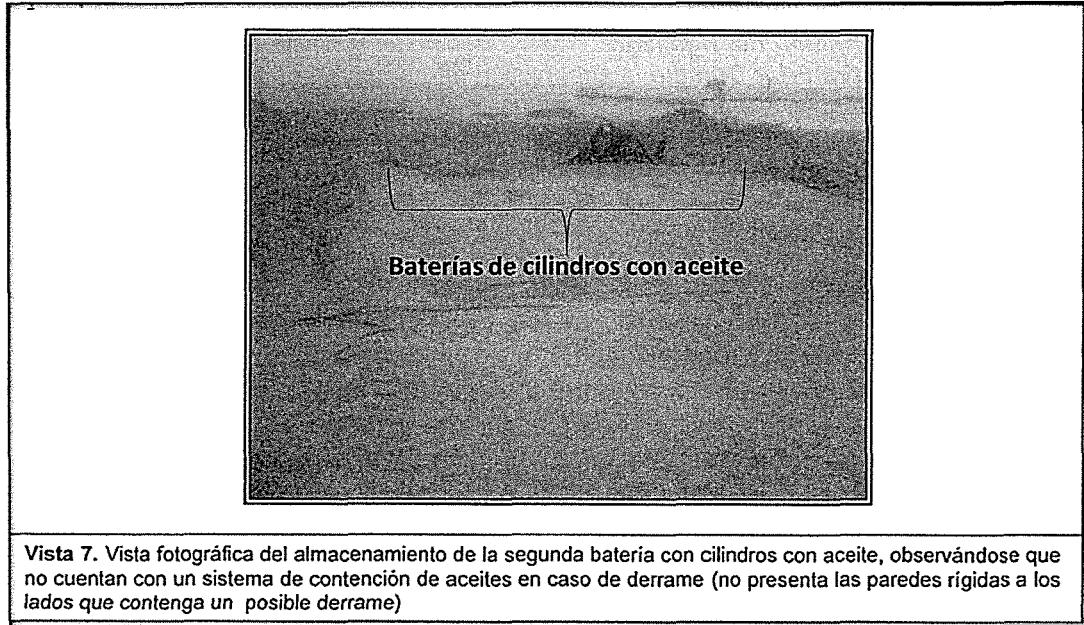 Baterías de cilindros con aceite
Vista 7. Vista fotográfica del almacenamiento de la segunda batería con cilindros con aceite, observándose que
no cuentan con un sistema de contención de aceites en caso de derrame (no presenta las paredes rígidas a los
lados que contenga un posible derrame)